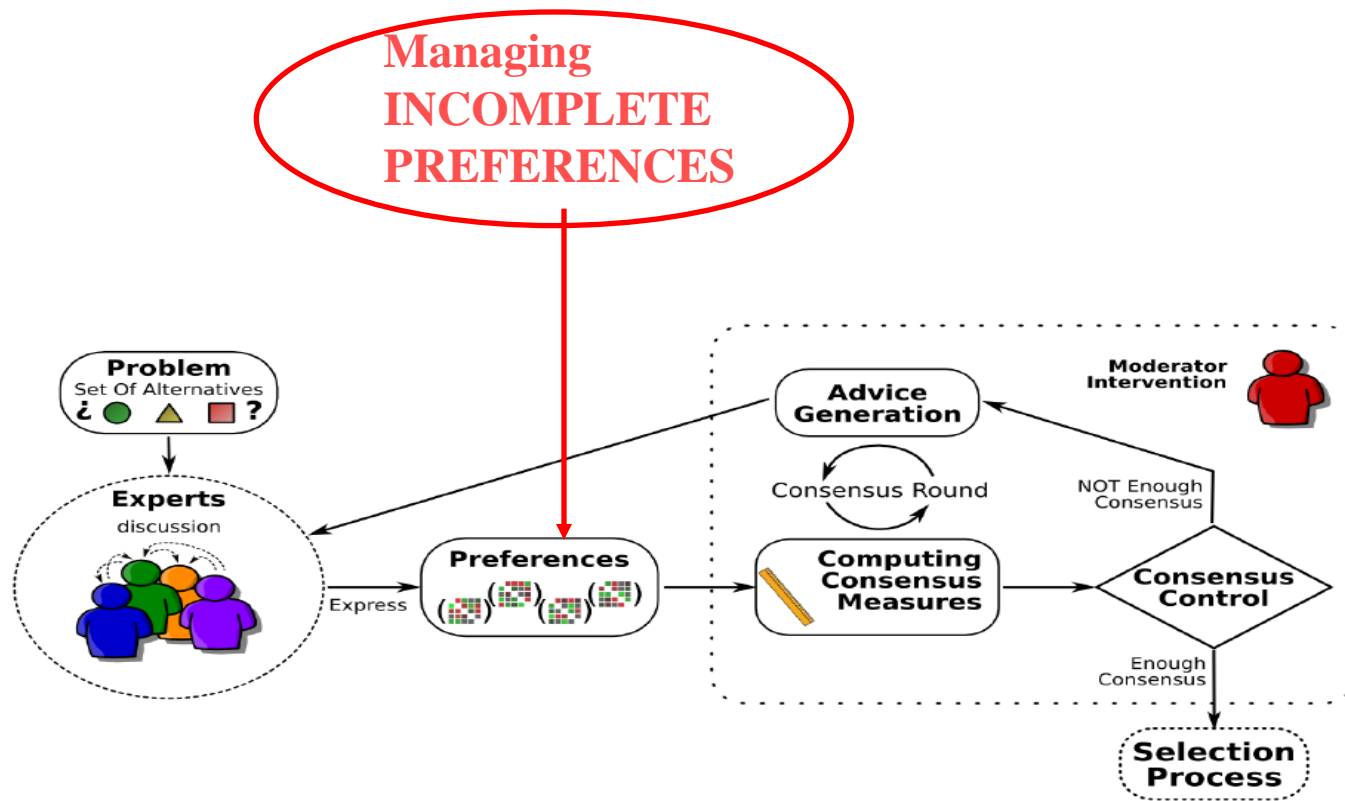 Managing
INCOMPLETE
PREFERENCES
Problem
Set Of Alternatives
¿ ?
Experts
discussion
Express
Preferences
( ) ( ) ( ) ( )
Advice
Generation
Consensus Round
Computing
Consensus
Measures
Moderator
Intervention
NOT Enough
Consensus
Consensus
Control
Enough
Consensus
Selection
Process